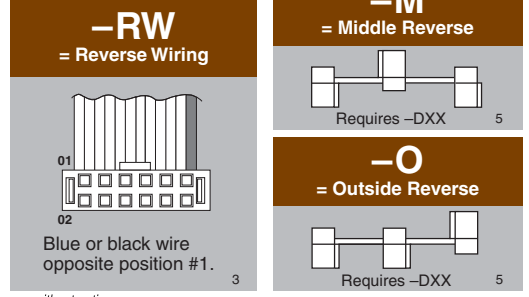 –RW
= Reverse Wiring
01
02
Blue or black wire
opposite position #1.
3
–M
= Middle Reverse
Requires –DXX
5
–O
= Outside Reverse
Requires –DXX
5